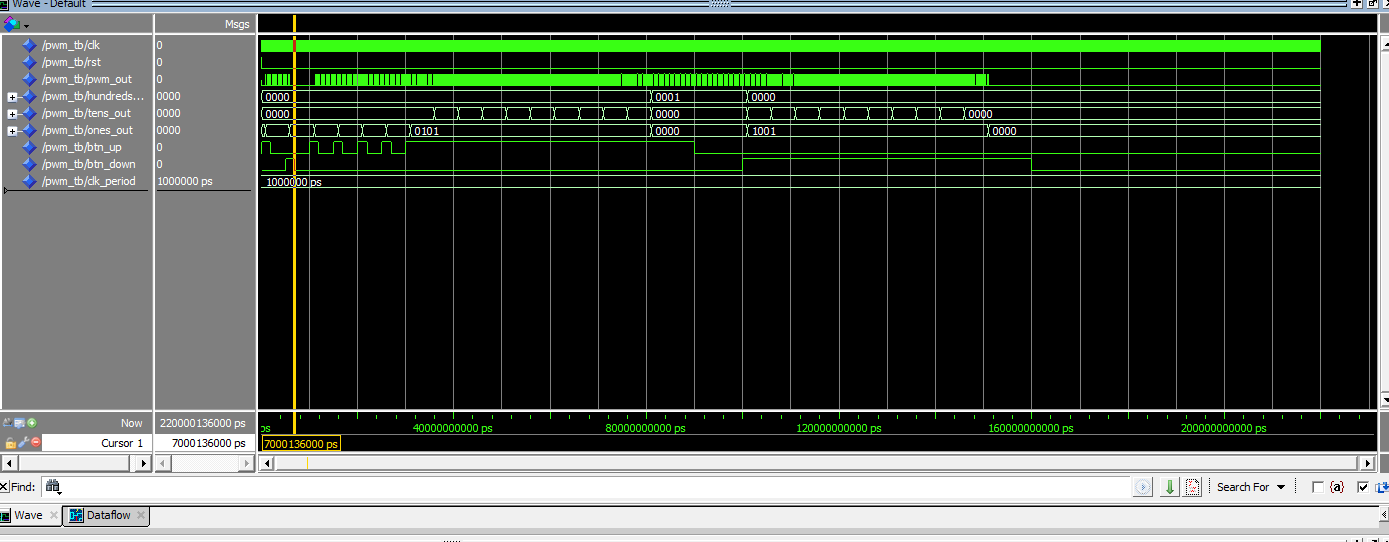 Wave - Default
Msgs
/pwm_tb/clk 0
/pwm_tb/rst 0
/pwm_tb/pwm_out 0
/pwm_tb/hundreds... 0000 0000 0001 0000
/pwm_tb/tens_out 0000 0000 0000 0000
/pwm_tb/ones_out 0000 0101 0000 1001 0000
/pwm_tb/btn_up 0
/pwm_tb/btn_down 0
/pwm_tb/clk_period 1000000 ps 1000000 ps
Now 220000136000 ps ps 40000000000 ps 80000000000 ps 120000000000 ps 160000000000 ps 200000000000 ps
Cursor 1 7000136000 ps 7000136000 ps
Find: Search For {a}
Wave Dataflow